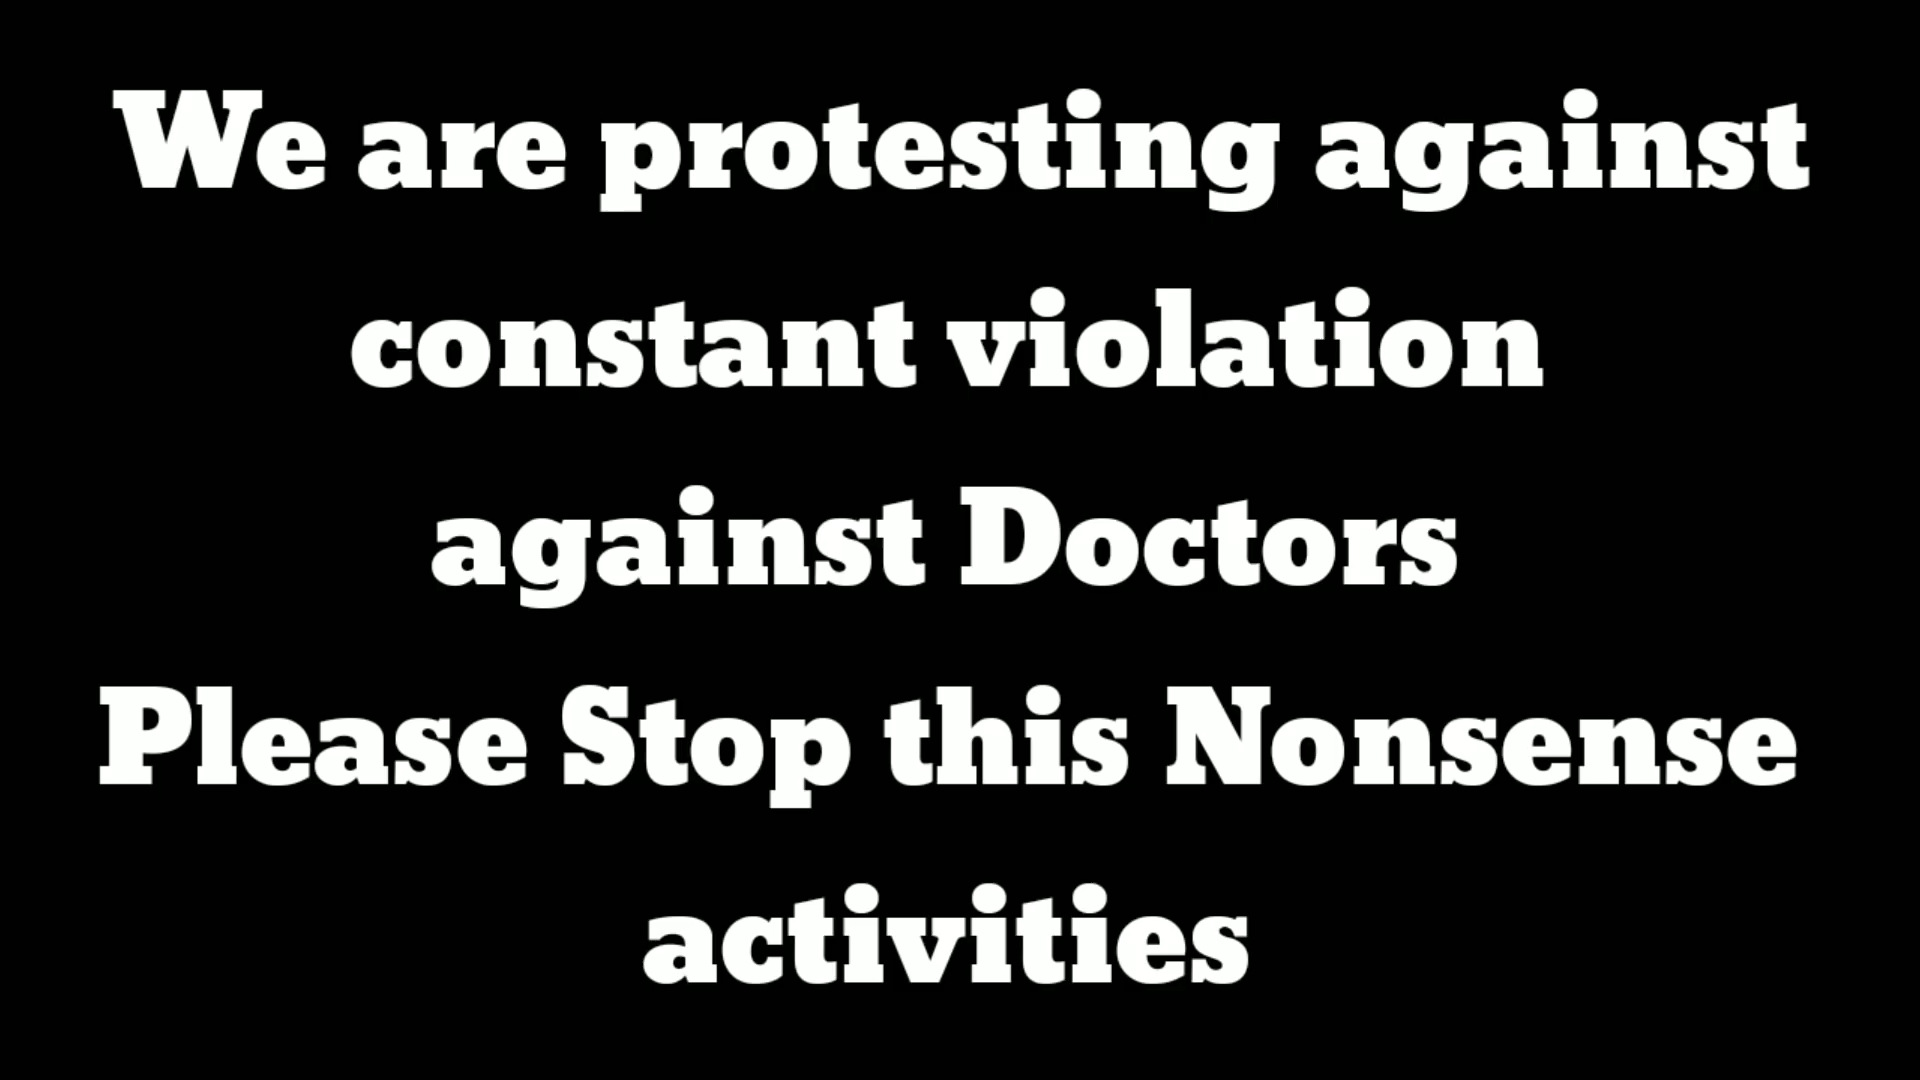 We are protesting against
constant violation
against Doctors
Please Stop this Nonsense
activities